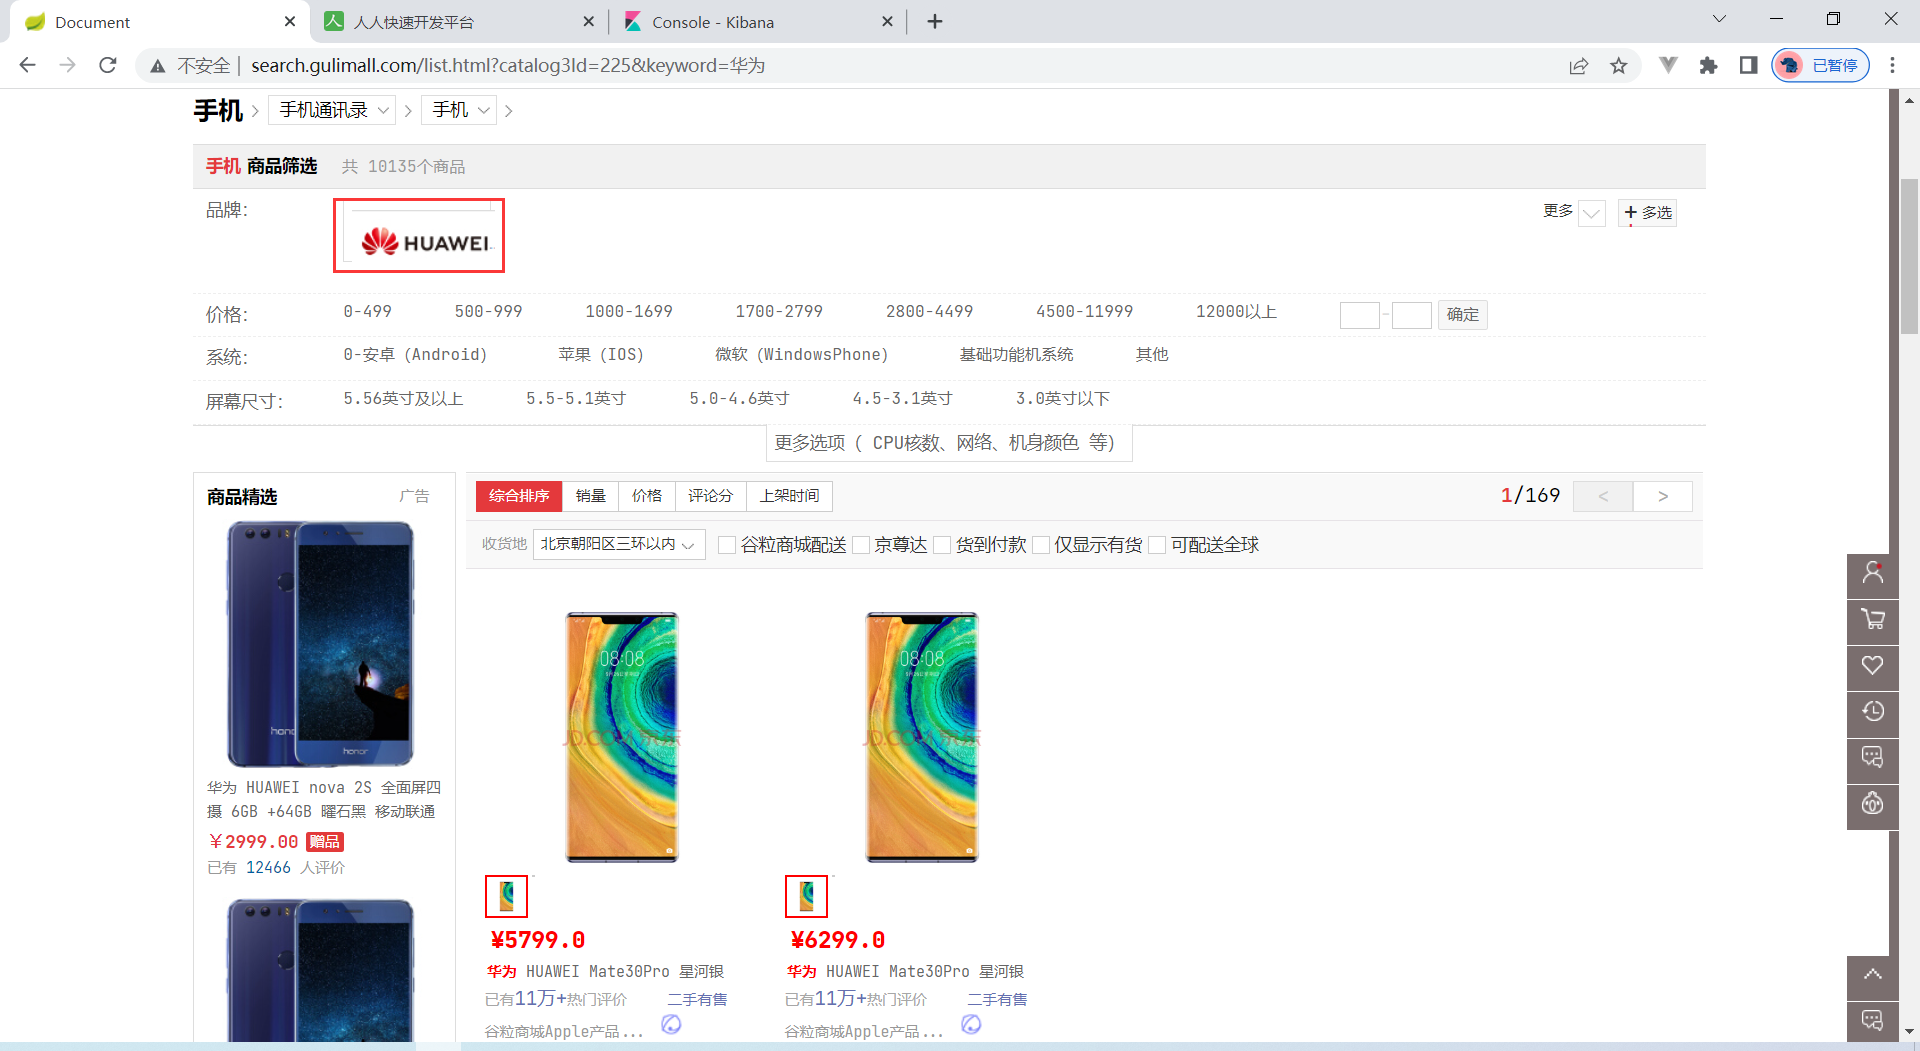 Document
人人快速开发平台
Console - Kibana
不安全 | search.gulimall.com/list.html?catalog3Id=225&keyword=华为
已暂停
手机 > 手机通讯录 > 手机 >
手机 商品筛选 共 10135个商品
品牌:
HUAWEI
更多
+ 多选
价格: 0-499 500-999 1000-1699 1700-2799 2800-4499 4500-11999 12000以上 - 确定
系统: 0-安卓（Android） 苹果（IOS） 微软（WindowsPhone） 基础功能机系统 其他
屏幕尺寸: 5.56英寸及以上 5.5-5.1英寸 5.0-4.6英寸 4.5-3.1英寸 3.0英寸以下
更多选项（ CPU核数、网络、机身颜色 等）
商品精选 广告
综合排序 销量 价格 评论分 上架时间 1/169 < >
收货地 北京朝阳区三环以内 谷粒商城配送 京尊达 货到付款 仅显示有货 可配送全球
honor
honor
华为 HUAWEI nova 2S 全面屏四
摄 6GB +64GB 曜石黑 移动联通
￥2999.00 赠品
已有 12466 人评价
08:08
JD.COM 京东
¥5799.0
华为 HUAWEI Mate30Pro 星河银
已有11万+热门评价 二手有售
谷粒商城Apple产品...
08:08
JD.COM 京东
¥6299.0
华为 HUAWEI Mate30Pro 星河银
已有11万+热门评价 二手有售
谷粒商城Apple产品...